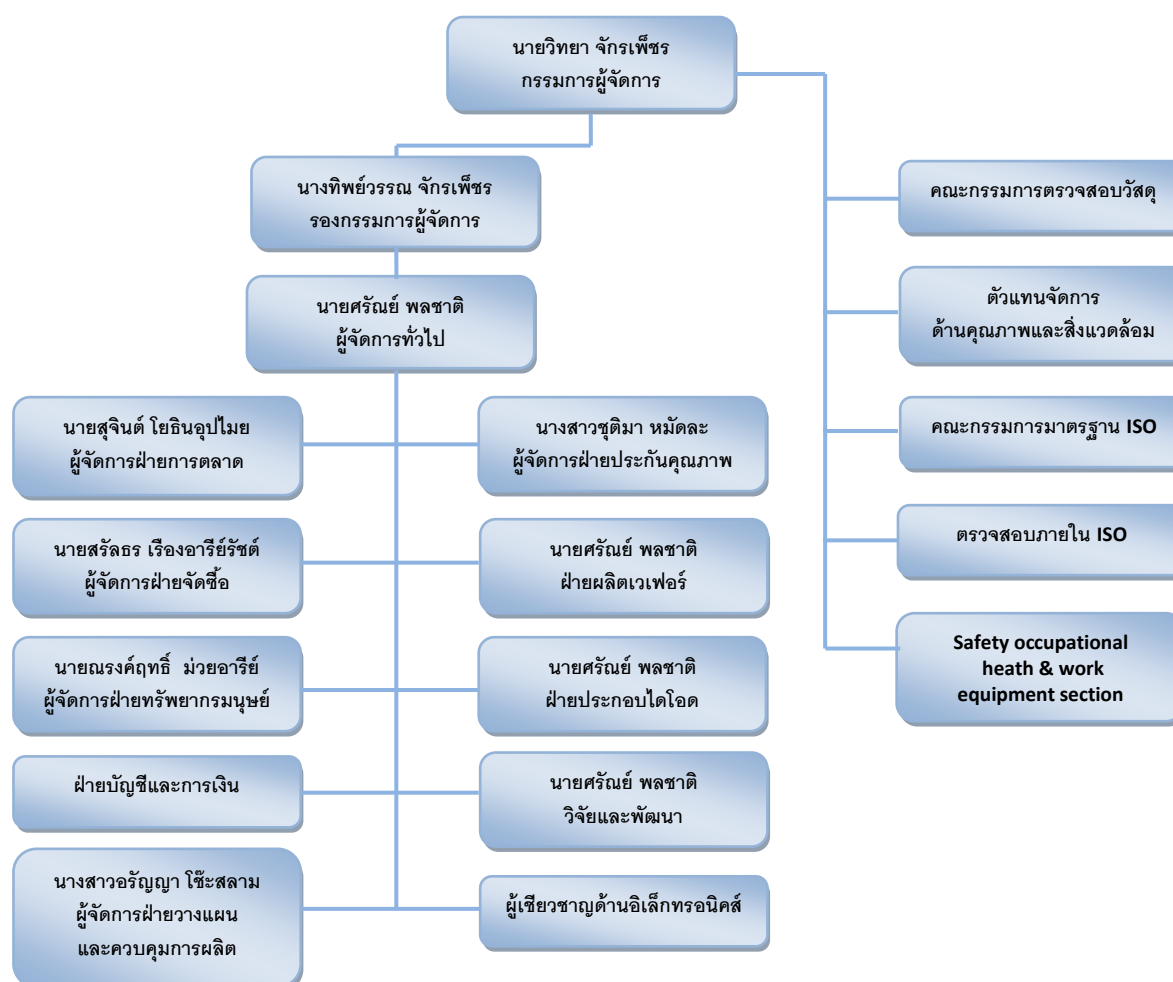 นายวิทยา จักรเพ็ชร
กรรมการผู้จัดการ
นางทิพย์วรรณ จักรเพ็ชร
รองกรรมการผู้จัดการ
นายศรัณย์ พลชาติ
ผู้จัดการทั่วไป
นายสุจินต์ โยธินอุปไมย
ผู้จัดการฝ่ายการตลาด
นางสาวชุติมา หมัดละ
ผู้จัดการฝ่ายประกันคุณภาพ
นายสรัลธร เรืองอารีย์รัชต์
ผู้จัดการฝ่ายจัดซื้อ
นายศรัณย์ พลชาติ
ฝ่ายผลิตเวเฟอร์
นายณรงค์ฤทธิ์ ม่วยอารีย์
ผู้จัดการฝ่ายทรัพยากรมนุษย์
นายศรัณย์ พลชาติ
ฝ่ายประกอบไดโอด
ฝ่ายบัญชีและการเงิน
นายศรัณย์ พลชาติ
วิจัยและพัฒนา
นางสาวอรัญญา โซ๊ะสลาม
ผู้จัดการฝ่ายวางแผน
และควบคุมการผลิต
ผู้เชียวชาญด้านอิเล็กทรอนิคส์
คณะกรรมการตรวจสอบวัสดุ
ตัวแทนจัดการ
ด้านคุณภาพและสิ่งแวดล้อม
คณะกรรมการมาตรฐาน ISO
ตรวจสอบภายใน ISO
Safety occupational
heath & work
equipment section